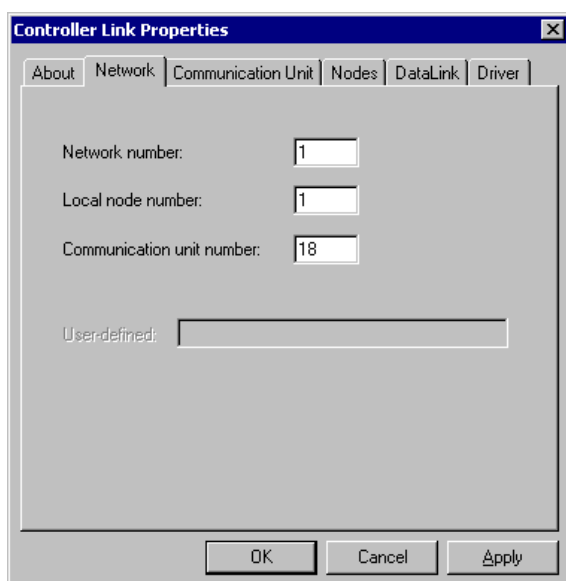 Controller Link Properties
About Network Communication Unit Nodes DataLink Driver
Network number: 1
Local node number: 1
Communication unit number: 18
User-defined:
OK Cancel Apply